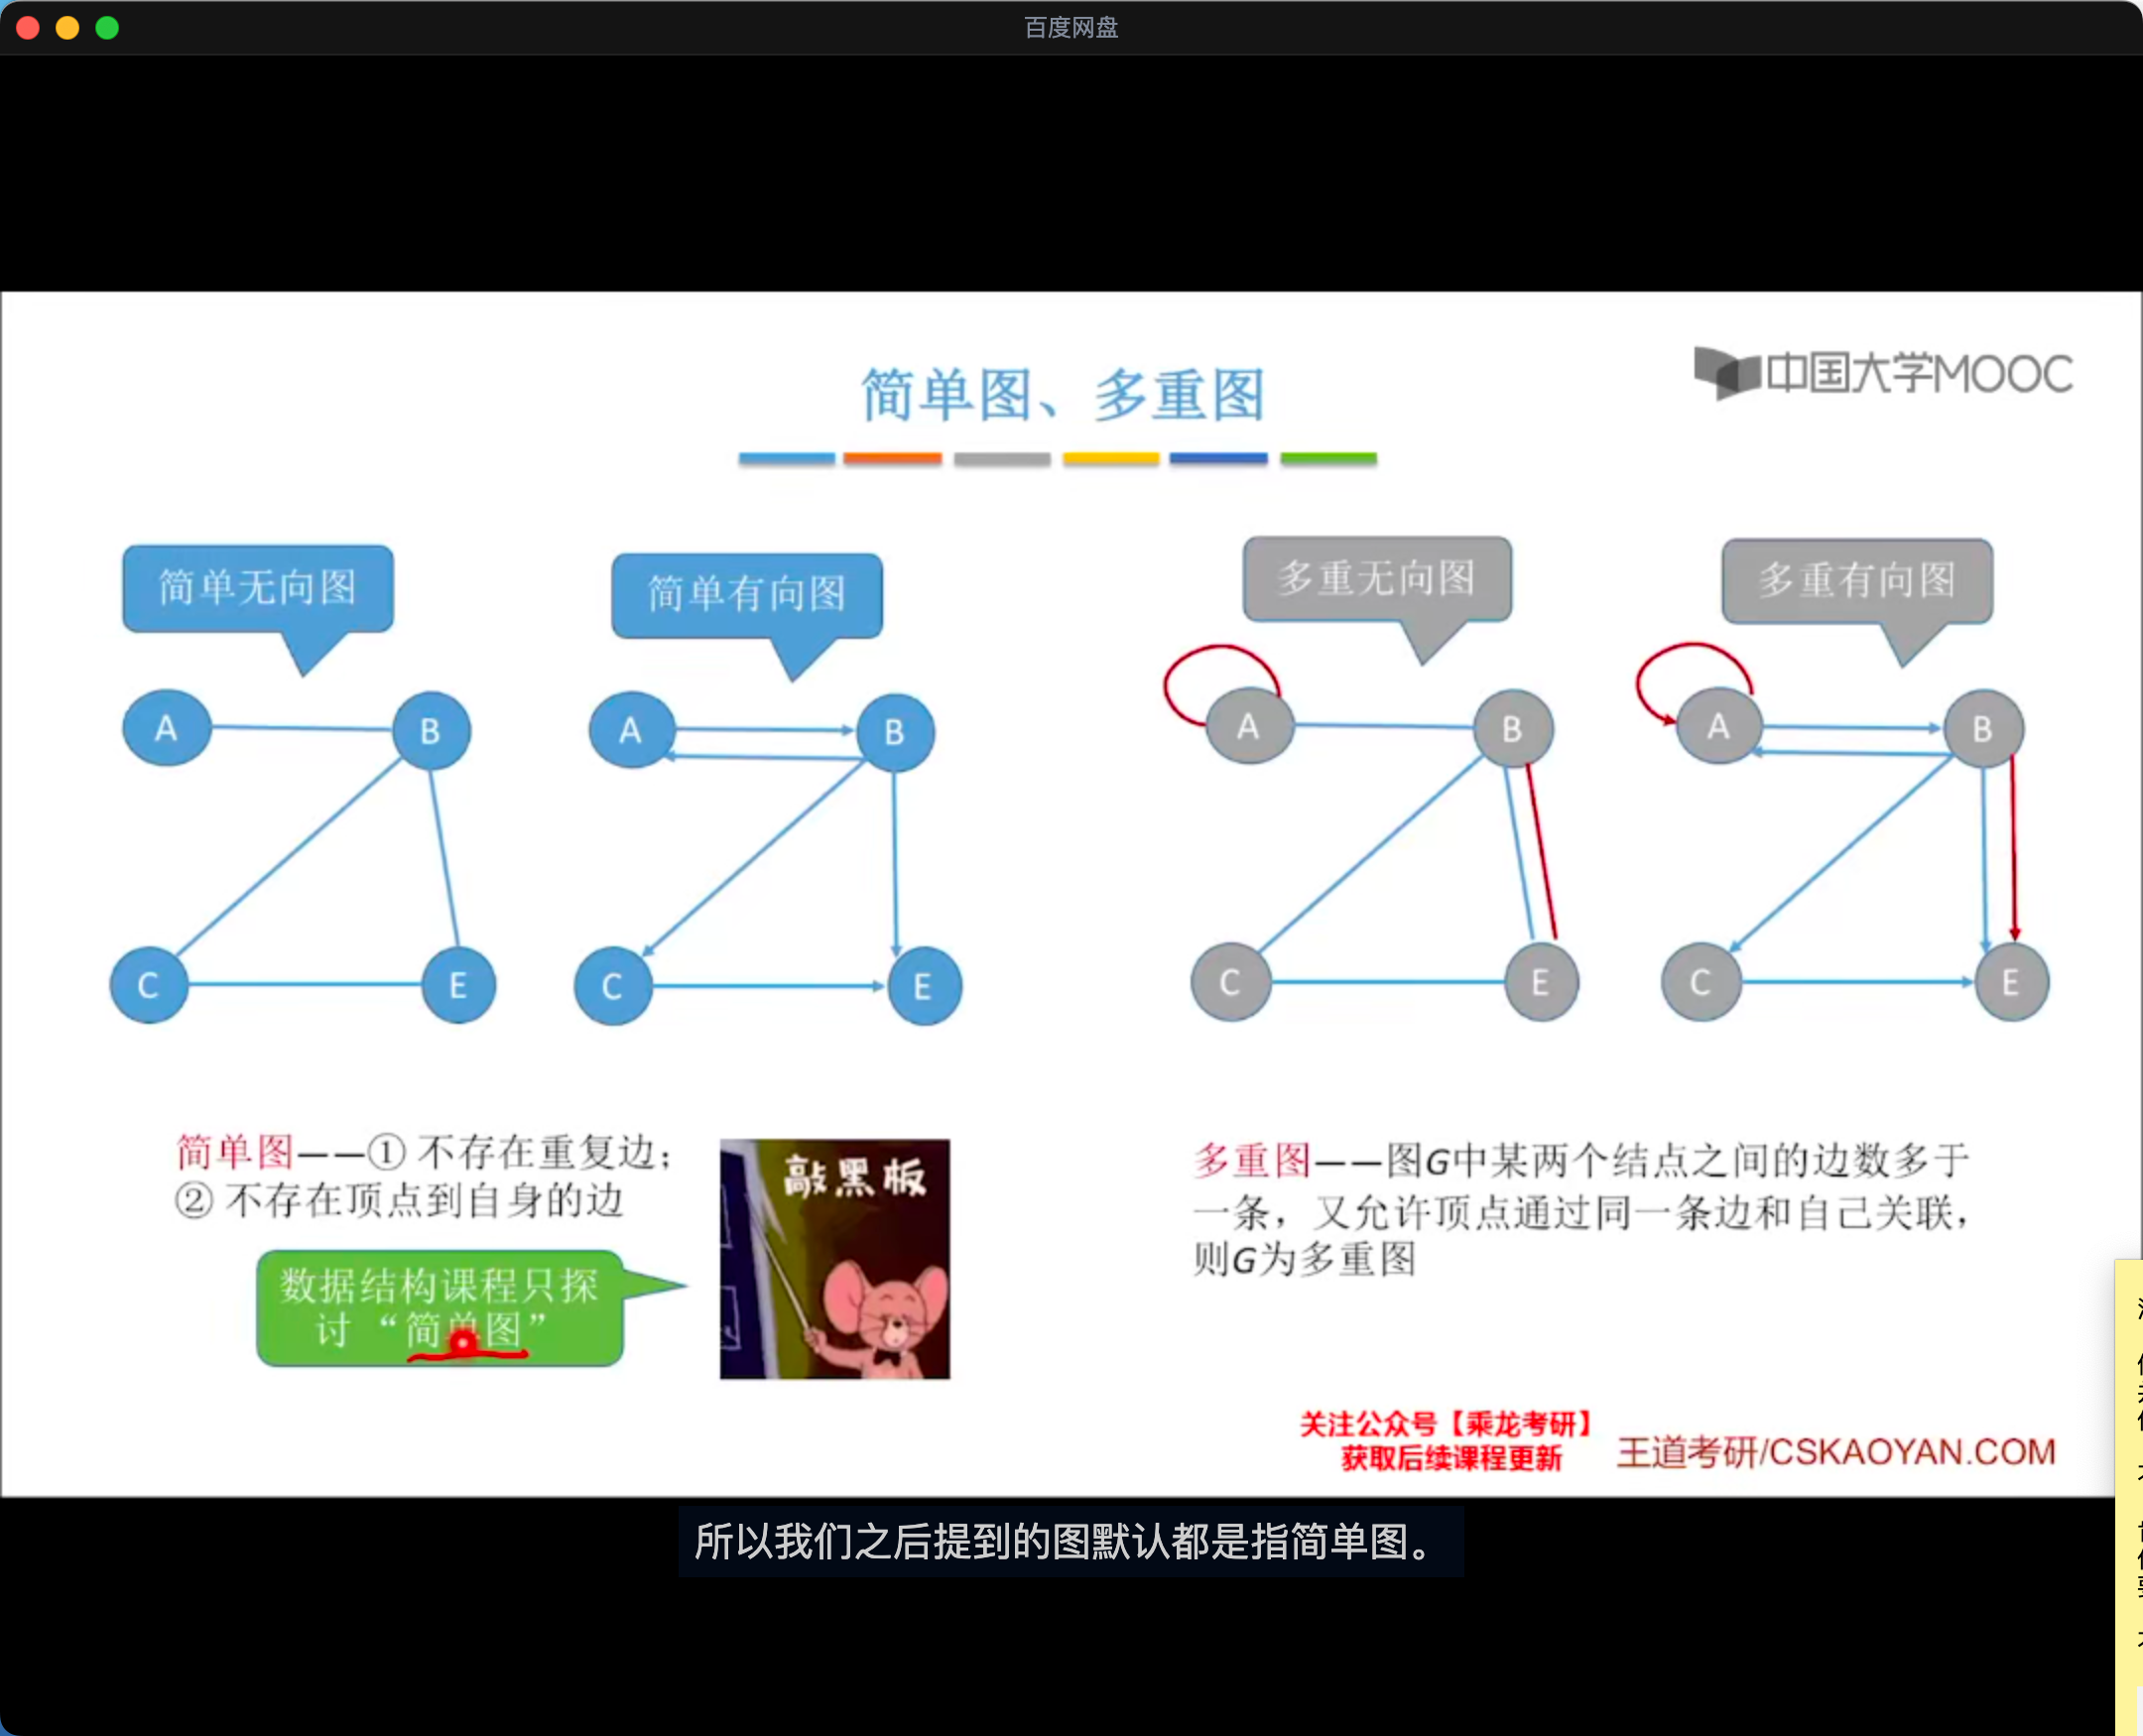 百度网盘
简单图、多重图
中国大学MOOC
简单无向图
简单有向图
多重无向图
多重有向图
A
B
C
E
A
B
C
E
A
B
C
E
A
B
C
E
简单图——① 不存在重复边；
② 不存在顶点到自身的边
数据结构课程只探
讨“简单图”
敲黑板
多重图——图G中某两个结点之间的边数多于
一条，又允许顶点通过同一条边和自己关联，
则G为多重图
关注公众号【乘龙考研】
获取后续课程更新
王道考研/CSKAOYAN.COM
所以我们之后提到的图默认都是指简单图。